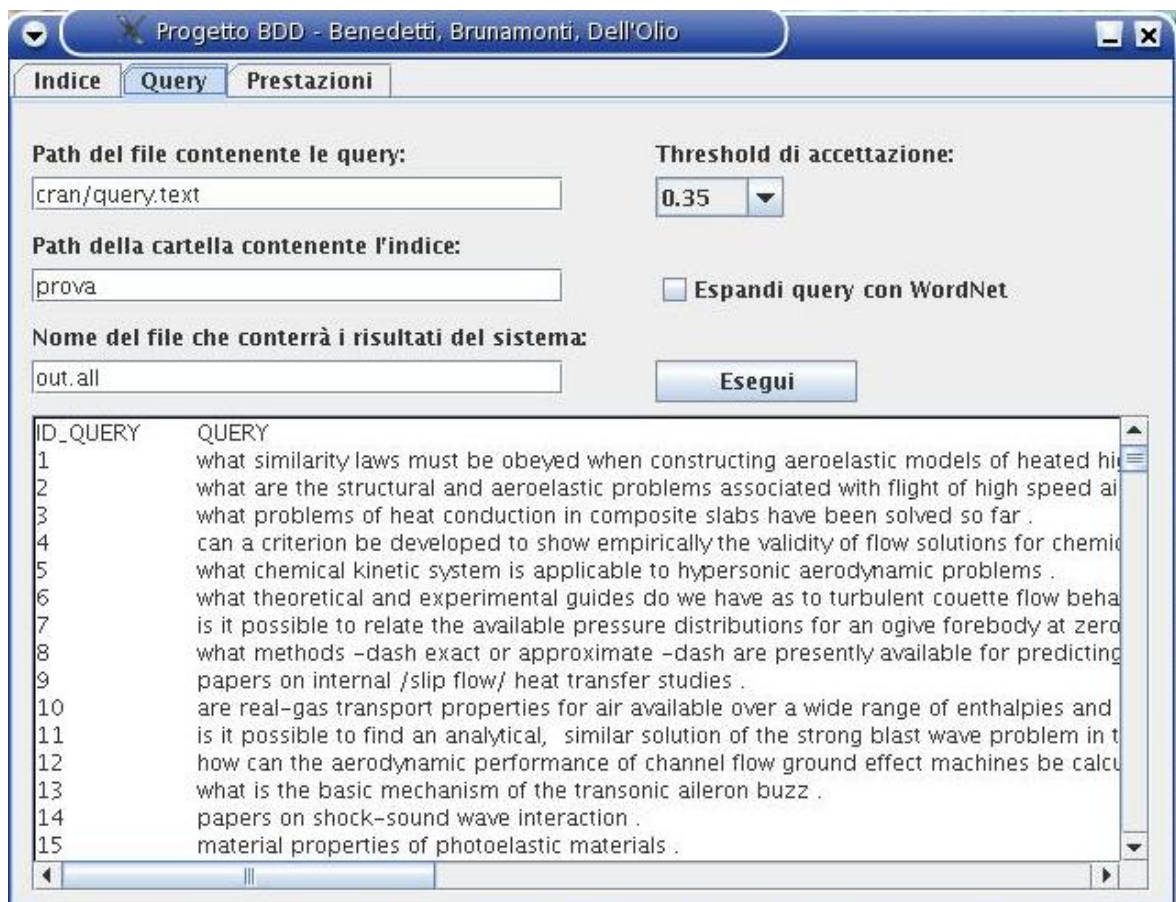 Progetto BDD - Benedetti, Brunamonti, Dell'Olio
Indice Query Prestazioni
Path del file contenente le query:
Threshold di accettazione:
cran/query.text
0.35
Path della cartella contenente l'indice:
prova
Espandi query con WordNet
Nome del file che conterrà i risultati del sistema:
out.all
Esegui
ID_QUERY QUERY
1 what similarity laws must be obeyed when constructing aeroelastic models of heated hi
2 what are the structural and aeroelastic problems associated with flight of high speed ai
3 what problems of heat conduction in composite slabs have been solved so far .
4 can a criterion be developed to show empirically the validity of flow solutions for chemic
5 what chemical kinetic system is applicable to hypersonic aerodynamic problems .
6 what theoretical and experimental guides do we have as to turbulent couette flow beha
7 is it possible to relate the available pressure distributions for an ogive forebody at zero
8 what methods -dash exact or approximate -dash are presently available for predicting
9 papers on internal /slip flow/ heat transfer studies .
10 are real-gas transport properties for air available over a wide range of enthalpies and
11 is it possible to find an analytical,  similar solution of the strong blast wave problem in t
12 how can the aerodynamic performance of channel flow ground effect machines be calcu
13 what is the basic mechanism of the transonic aileron buzz .
14 papers on shock-sound wave interaction .
15 material properties of photoelastic materials .